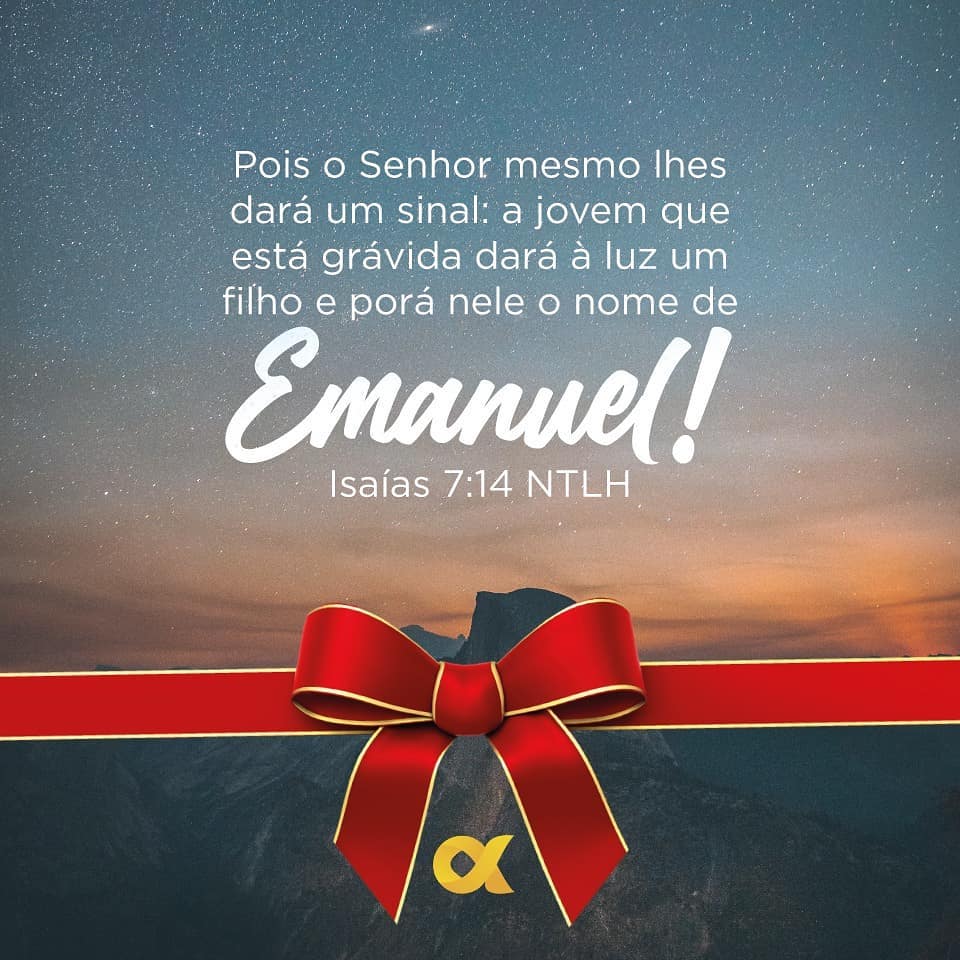 Pois o Senhor mesmo lhes
dará um sinal: a jovem que
está grávida dará à luz um
filho e porá nele o nome de
Emanuel!
Isaías 7:14 NTLH